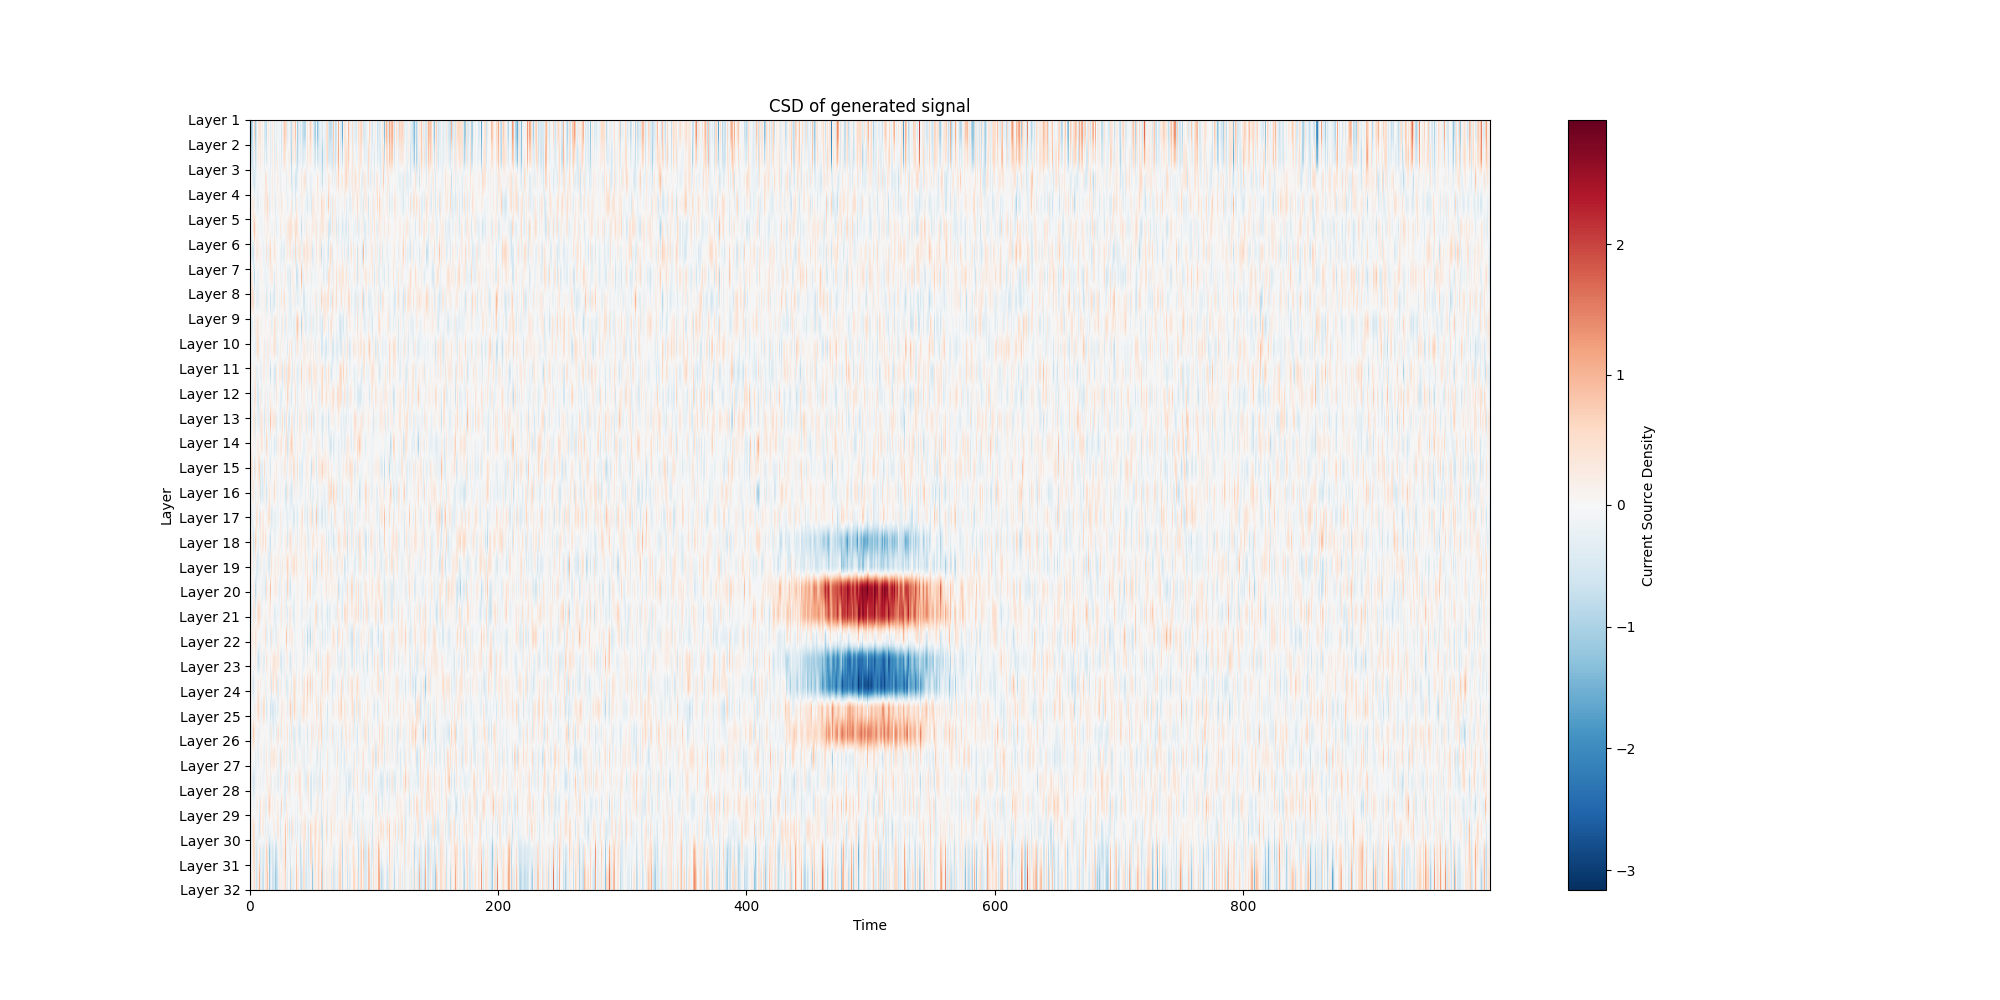 CSD of generated signal
Layer 1
Layer 2
Layer 3
Layer 4
Layer 5
Layer 6
Layer 7
Layer 8
Layer 9
Layer 10
Layer 11
Layer 12
Layer 13
Layer 14
Layer 15
Layer 16
Layer 17
Layer 18
Layer 19
Layer 20
Layer 21
Layer 22
Layer 23
Layer 24
Layer 25
Layer 26
Layer 27
Layer 28
Layer 29
Layer 30
Layer 31
Layer 32
Layer
0 200 400 600 800
Time
2
1
0
−1
−2
−3
Current Source Density